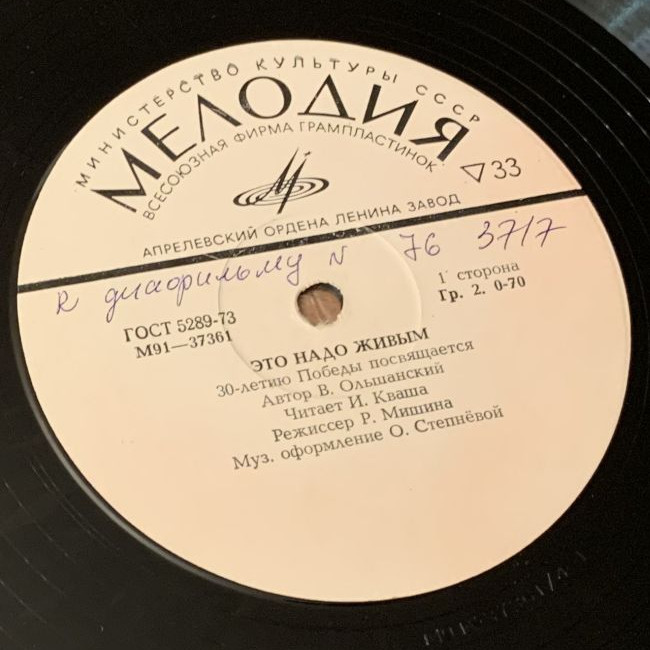 МИНИСТЕРСТВО КУЛЬТУРЫ СССР
МЕЛОДИЯ
ВСЕСОЮЗНАЯ ФИРМА ГРАМПЛАСТИНОК
▽33
АПРЕЛЕВСКИЙ ОРДЕНА ЛЕНИНА ЗАВОД
к диафильму N 76 3717
ГОСТ 5289-73
М91—37361
1 сторона
Гр. 2. 0-70
ЭТО НАДО ЖИВЫМ
30-летию Победы посвящается
Автор В. Ольшанский
Читает И. Кваша
Режиссер Р. Мишина
Муз. оформление О. Степнёвой